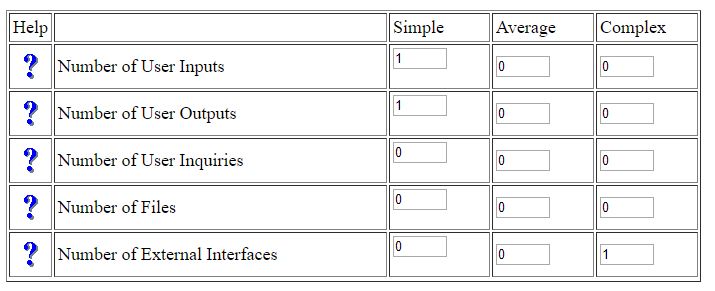 Help Simple Average Complex
? Number of User Inputs 1 0 0
? Number of User Outputs 1 0 0
? Number of User Inquiries 0 0 0
? Number of Files 0 0 0
? Number of External Interfaces 0 0 1